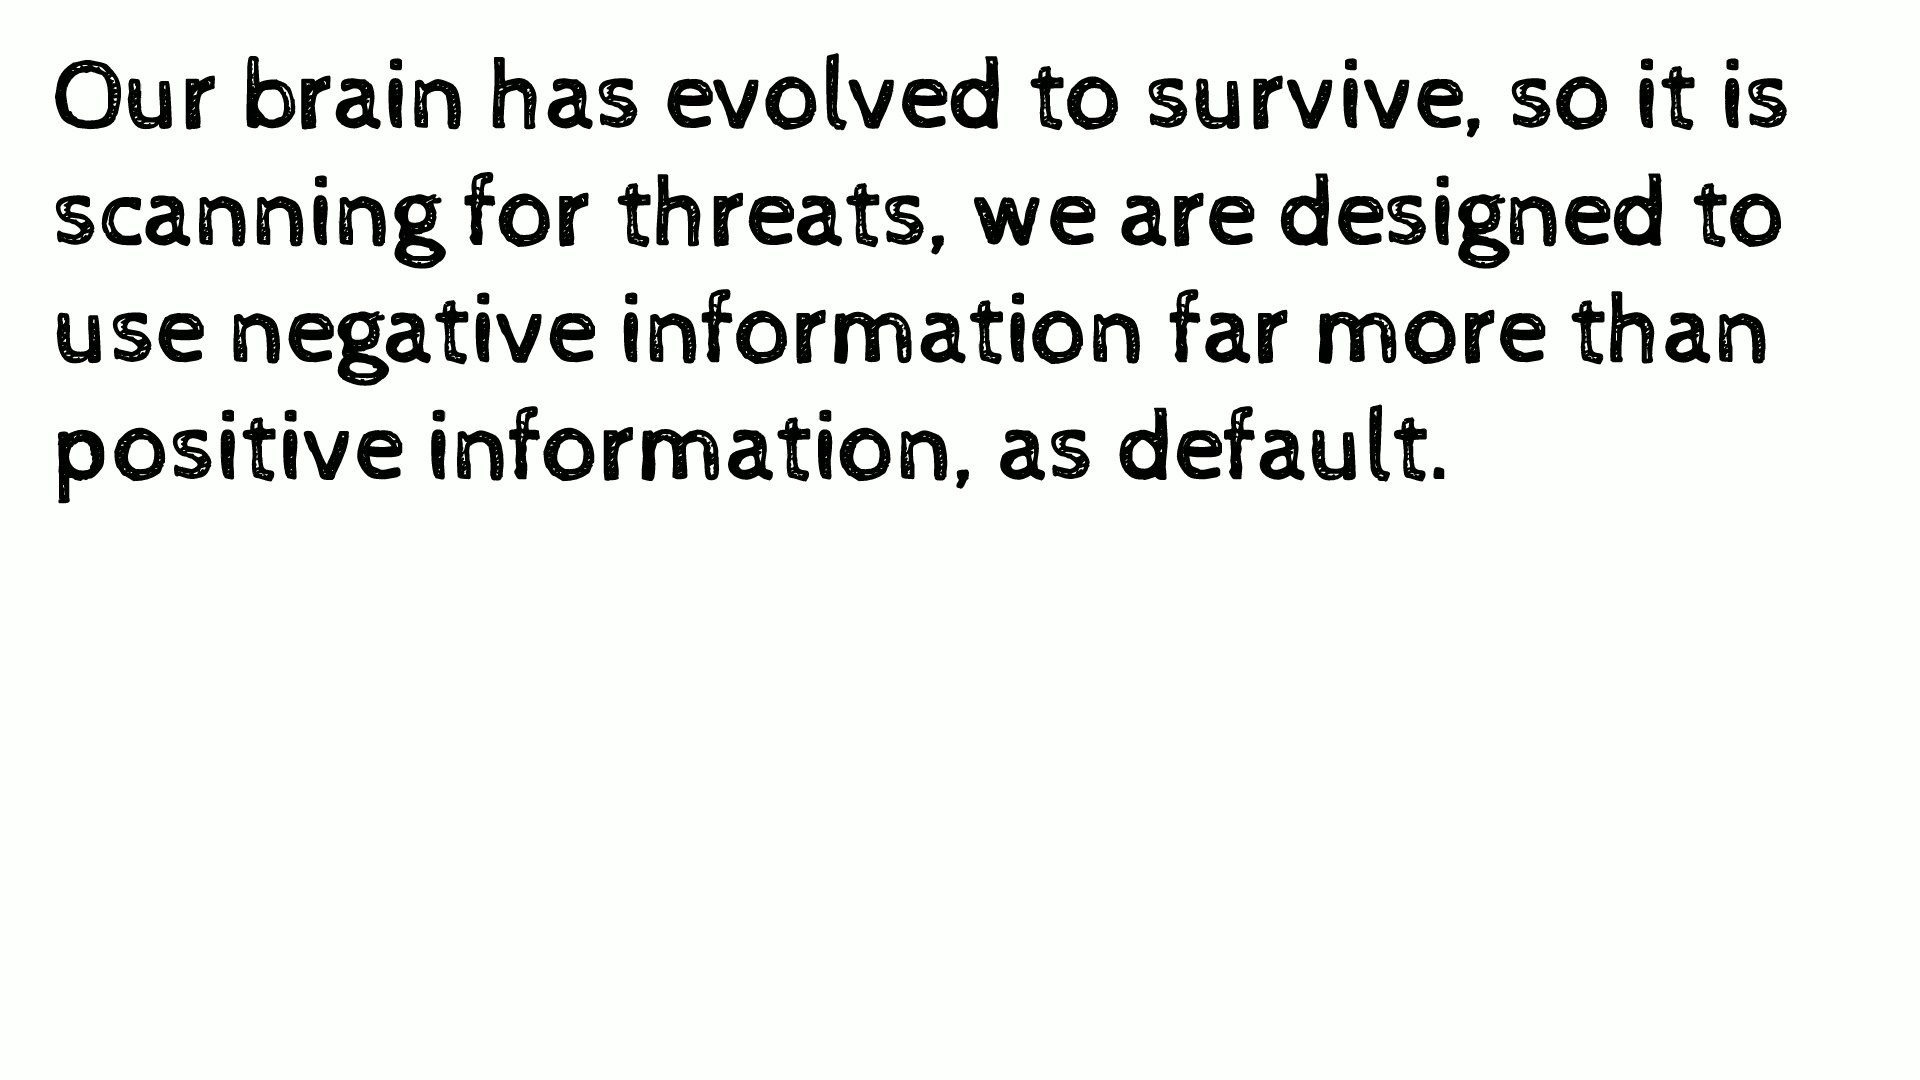 Our brain has evolved to survive, so it is
scanning for threats, we are designed to
use negative information far more than
positive information, as default.